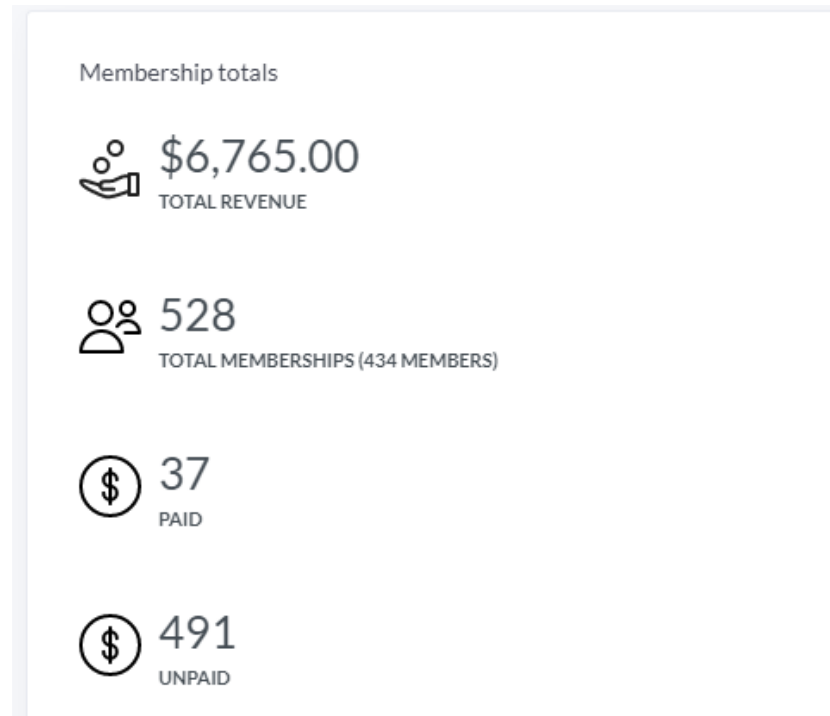 Membership totals
$6,765.00
TOTAL REVENUE
528
TOTAL MEMBERSHIPS (434 MEMBERS)
$
37
PAID
$
491
UNPAID